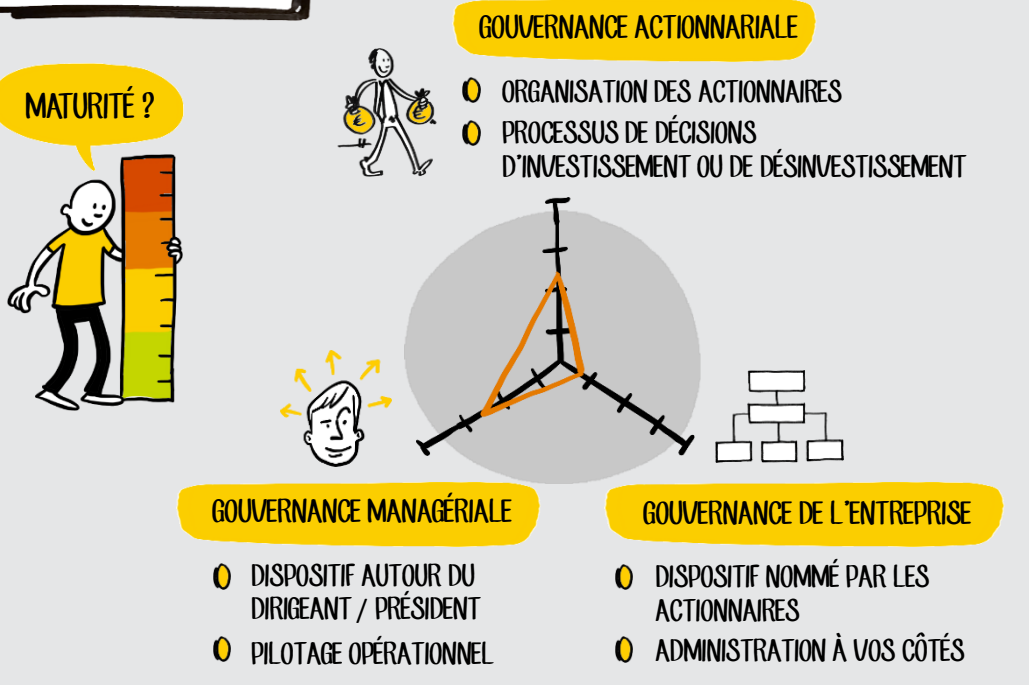 GOUVERNANCE ACTIONNARIALE
MATURITÉ ?
ORGANISATION DES ACTIONNAIRES
PROCESSUS DE DÉCISIONS
D'INVESTISSEMENT OU DE DÉSINVESTISSEMENT
GOUVERNANCE MANAGÉRIALE
DISPOSITIF AUTOUR DU
DIRIGEANT / PRÉSIDENT
PILOTAGE OPÉRATIONNEL
GOUVERNANCE DE L'ENTREPRISE
DISPOSITIF NOMMÉ PAR LES
ACTIONNAIRES
ADMINISTRATION À VOS CÔTÉS